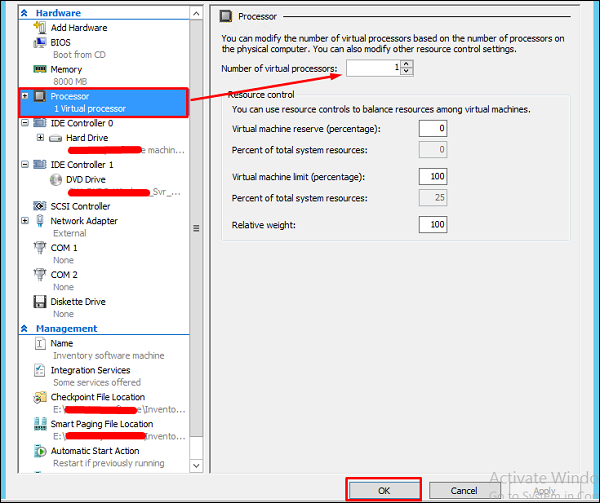 Hardware
Add Hardware
BIOS
Boot from CD
Memory
8000 MB
Processor
1 Virtual processor
IDE Controller 0
Hard Drive
machin...
IDE Controller 1
DVD Drive
_Svr_...
SCSI Controller
Network Adapter
External
COM 1
None
COM 2
None
Diskette Drive
None
Management
Name
Inventory software machine
Integration Services
Some services offered
Checkpoint File Location
E:\ Invento...
Smart Paging File Location
E:\ Invento...
Automatic Start Action
Restart if previously running
Processor
You can modify the number of virtual processors based on the number of processors on
the physical computer. You can also modify other resource control settings.
Number of virtual processors: 1
Resource control
You can use resource controls to balance resources among virtual machines.
Virtual machine reserve (percentage): 0
Percent of total system resources: 0
Virtual machine limit (percentage): 100
Percent of total system resources: 25
Relative weight: 100
Activate Windo
Go to System in Co
OK Cancel Apply